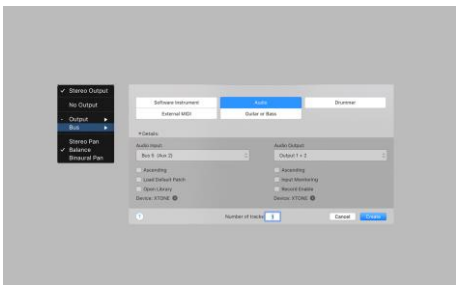 ✓ Stereo Output
No Output
- Output ▶
Bus ▶
Stereo Pan
✓ Balance
Binaural Pan
Software Instrument
Audio
Drummer
External MIDI
Guitar or Bass
Details:
Audio Input:
Audio Output:
Output 1 + 2
Ascending
Ascending
Load Default Patch
Input Monitoring
Open Library
Record Enable
Device: XTONE
Device: XTONE
?
Number of tracks:
Cancel
Create